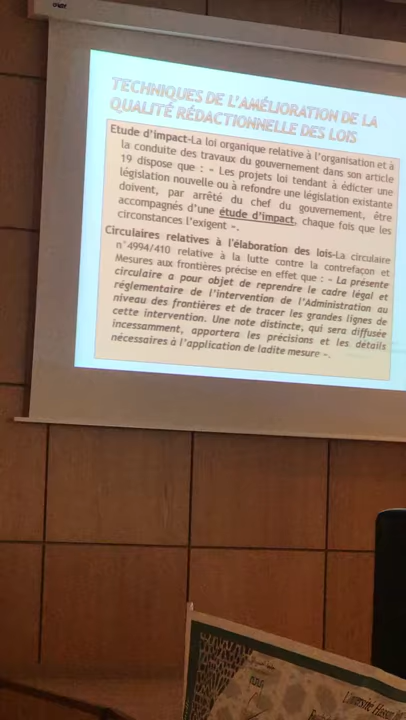 TECHNIQUES DE L'AMÉLIORATION DE LA
QUALITÉ RÉDACTIONNELLE DES LOIS
Etude d'impact-La loi organique relative à l'organisation et à
la conduite des travaux du gouvernement dans son article
19 dispose que : « Les projets loi tendant à édicter une
législation nouvelle ou à refondre une législation existante
doivent, par arrêté du chef du gouvernement, être
accompagnés d'une étude d'impact, chaque fois que les
circonstances l'exigent ».
Circulaires relatives à l'élaboration des lois-La circulaire
n°4994/410 relative à la lutte contre la contrefaçon et
Mesures aux frontières précise en effet que : « La présente
circulaire a pour objet de reprendre le cadre légal et
réglementaire de l'intervention de l'Administration au
niveau des frontières et de tracer les grandes lignes de
cette intervention. Une note distincte, qui sera diffusée
incessamment, apportera les précisions et les détails
nécessaires à l'application de ladite mesure ».
L'université